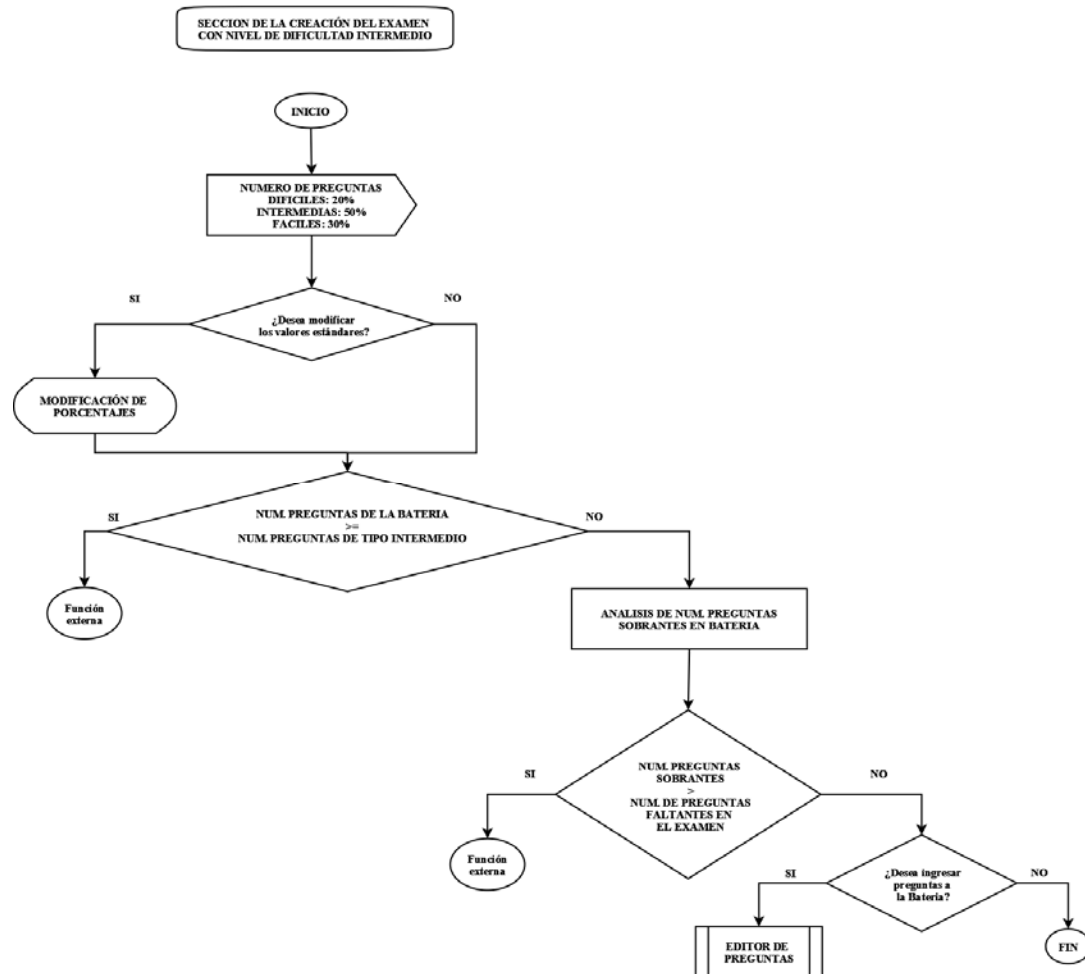 SECCION DE LA CREACIÓN DEL EXAMEN
CON NIVEL DE DIFICULTAD INTERMEDIO
INICIO
NUMERO DE PREGUNTAS
DIFICILES: 20%
INTERMEDIAS: 50%
FACILES: 30%
SI
NO
¿Desea modificar
los valores estándares?
MODIFICACIÓN DE
PORCENTAJES
SI
NUM. PREGUNTAS DE LA BATERIA
>=
NUM. PREGUNTAS DE TIPO INTERMEDIO
NO
Función
externa
ANALISIS DE NUM. PREGUNTAS
SOBRANTES EN BATERIA
SI
NUM. PREGUNTAS
SOBRANTES
>
NUM. DE PREGUNTAS
FALTANTES EN
EL EXAMEN
NO
Función
externa
SI
¿Desea ingresar
preguntas a
la Bateria?
NO
EDITOR DE
PREGUNTAS
FIN